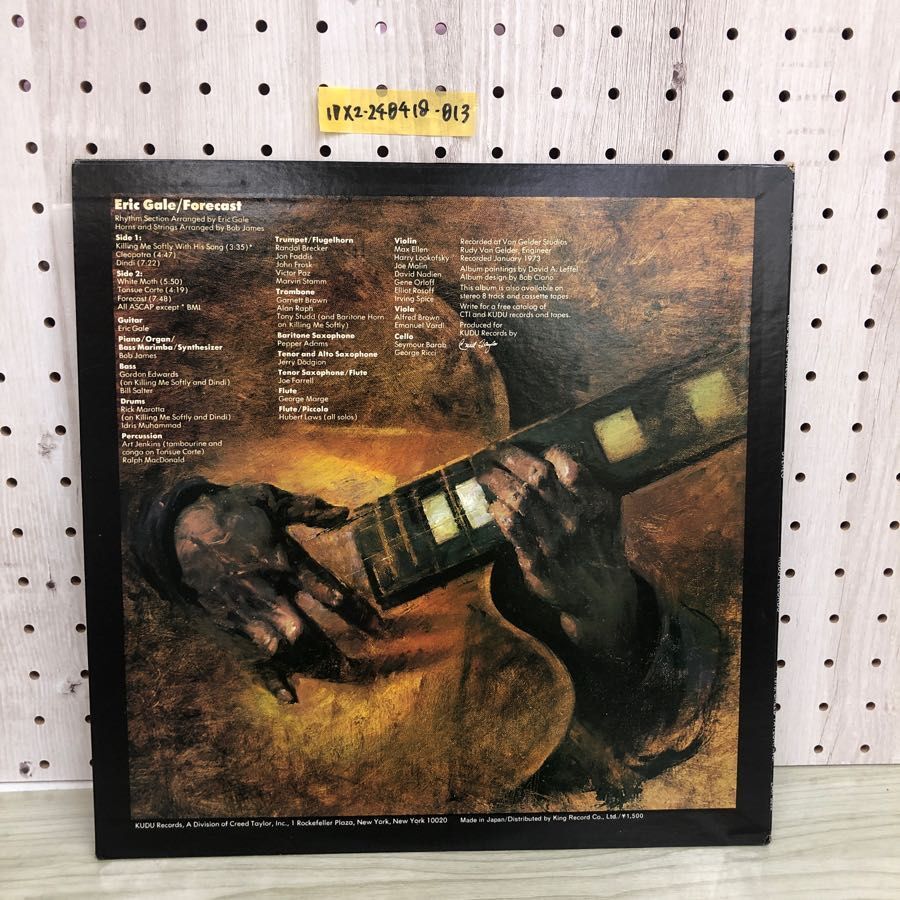 1PX2-240418-013
Eric Gale/Forecast
Rhythm Section Arranged by Eric Gale
Horns and Strings Arranged by Bob James
Side 1:
Killing Me Softly With His Song (3:35)*
Cleopatra (4:47)
Dindi (7:22)
Side 2:
White Moth (5:50)
Tonsue Corte (4:19)
Forecast (7:48)
All ASCAP except * BMI
Guitar
Eric Gale
Piano/Organ/
Bass Marimba/Synthesizer
Bob James
Bass
Gordon Edwards
(on Killing Me Softly and Dindi)
Bill Salter
Drums
Rick Marotta
(on Killing Me Softly and Dindi)
Idris Muhammad
Percussion
Art Jenkins (tambourine and
conga on Tonsue Corte)
Ralph MacDonald
Trumpet/Flugelhorn
Randal Brecker
Jon Faddis
John Frosk
Victor Paz
Marvin Stamm
Trombone
Garnett Brown
Alan Raph
Tony Studd (and Baritone Horn
on Killing Me Softly)
Baritone Saxophone
Pepper Adams
Tenor and Alto Saxophone
Jerry Dodgion
Tenor Saxophone/Flute
Joe Farrell
Flute
George Marge
Flute/Piccolo
Hubert Laws (all solos)
Violin
Max Ellen
Harry Lookofsky
Joe Malin
David Nadien
Gene Orloff
Elliot Rosoff
Irving Spice
Viola
Alfred Brown
Emanuel Vardi
Cello
Seymour Barab
George Ricci
Recorded at Van Gelder Studios
Rudy Van Gelder, Engineer
Recorded January 1973
Album paintings by David A. Leffel
Album design by Bob Ciano
This album is also available on
stereo 8 track and cassette tapes.
Write for a free catalog of
CTI and KUDU records and tapes.
Produced for
KUDU Records by
Creed Taylor
KUDU Records, A Division of Creed Taylor, Inc., 1 Rockefeller Plaza, New York, New York 10020
Made in Japan/Distributed by King Record Co., Ltd./¥1,500